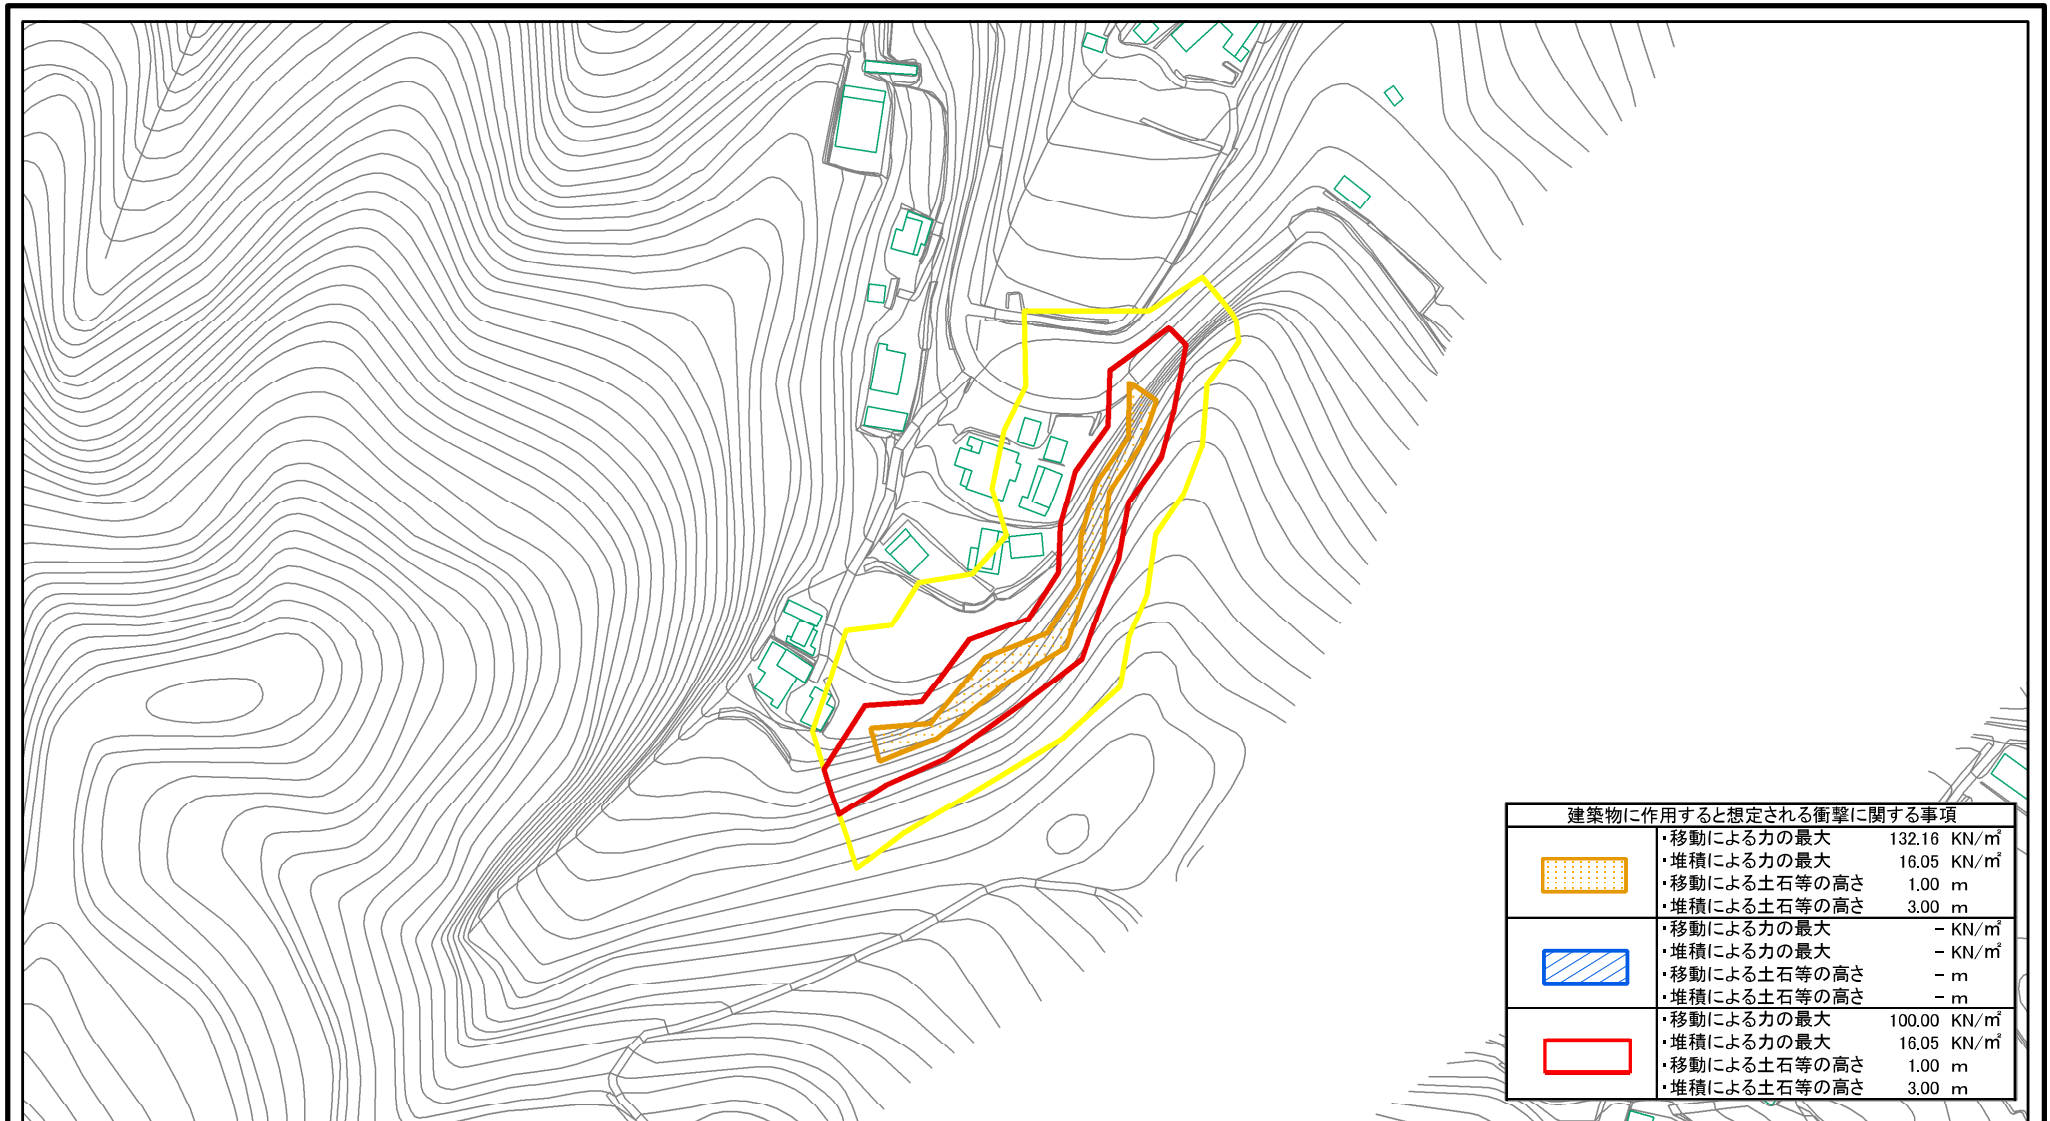 建築物に作用すると想定される衝撃に関する事項
・移動による力の最大 132.16 KN/㎡
・堆積による力の最大 16.05 KN/㎡
・移動による土石等の高さ 1.00 m
・堆積による土石等の高さ 3.00 m
・移動による力の最大 - KN/㎡
・堆積による力の最大 - KN/㎡
・移動による土石等の高さ - m
・堆積による土石等の高さ - m
・移動による力の最大 100.00 KN/㎡
・堆積による力の最大 16.05 KN/㎡
・移動による土石等の高さ 1.00 m
・堆積による土石等の高さ 3.00 m